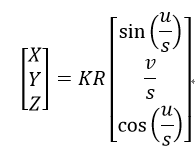 [X Y Z] = KR [sin(u/s) v/s cos(u/s)]